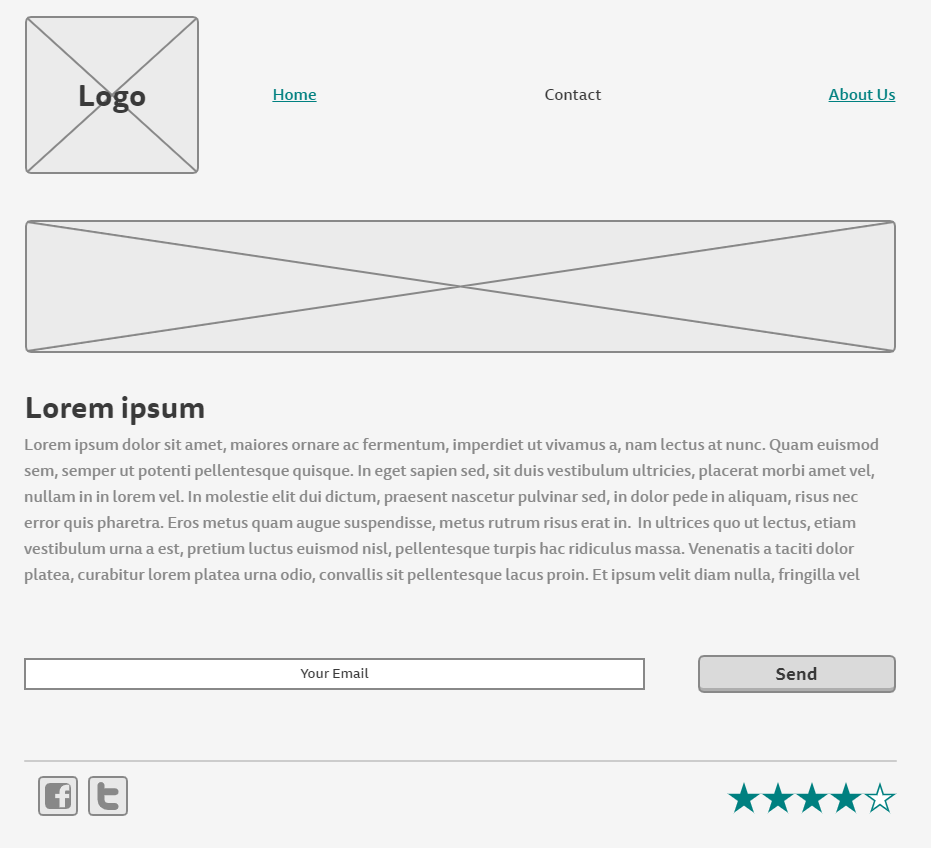 Logo
Home
Contact
About Us
Lorem ipsum
Lorem ipsum dolor sit amet, maiores ornare ac fermentum, imperdiet ut vivamus a, nam lectus at nunc. Quam euismod
sem, semper ut potenti pellentesque quisque. In eget sapien sed, sit duis vestibulum ultricies, placerat morbi amet vel,
nullam in in lorem vel. In molestie elit dui dictum, praesent nascetur pulvinar sed, in dolor pede in aliquam, risus nec
error quis pharetra. Eros metus quam augue suspendisse, metus rutrum risus erat in.  In ultrices quo ut lectus, etiam
vestibulum urna a est, pretium luctus euismod nisl, pellentesque turpis hac ridiculus massa. Venenatis a taciti dolor
platea, curabitur lorem platea urna odio, convallis sit pellentesque lacus proin. Et ipsum velit diam nulla, fringilla vel
Your Email
Send